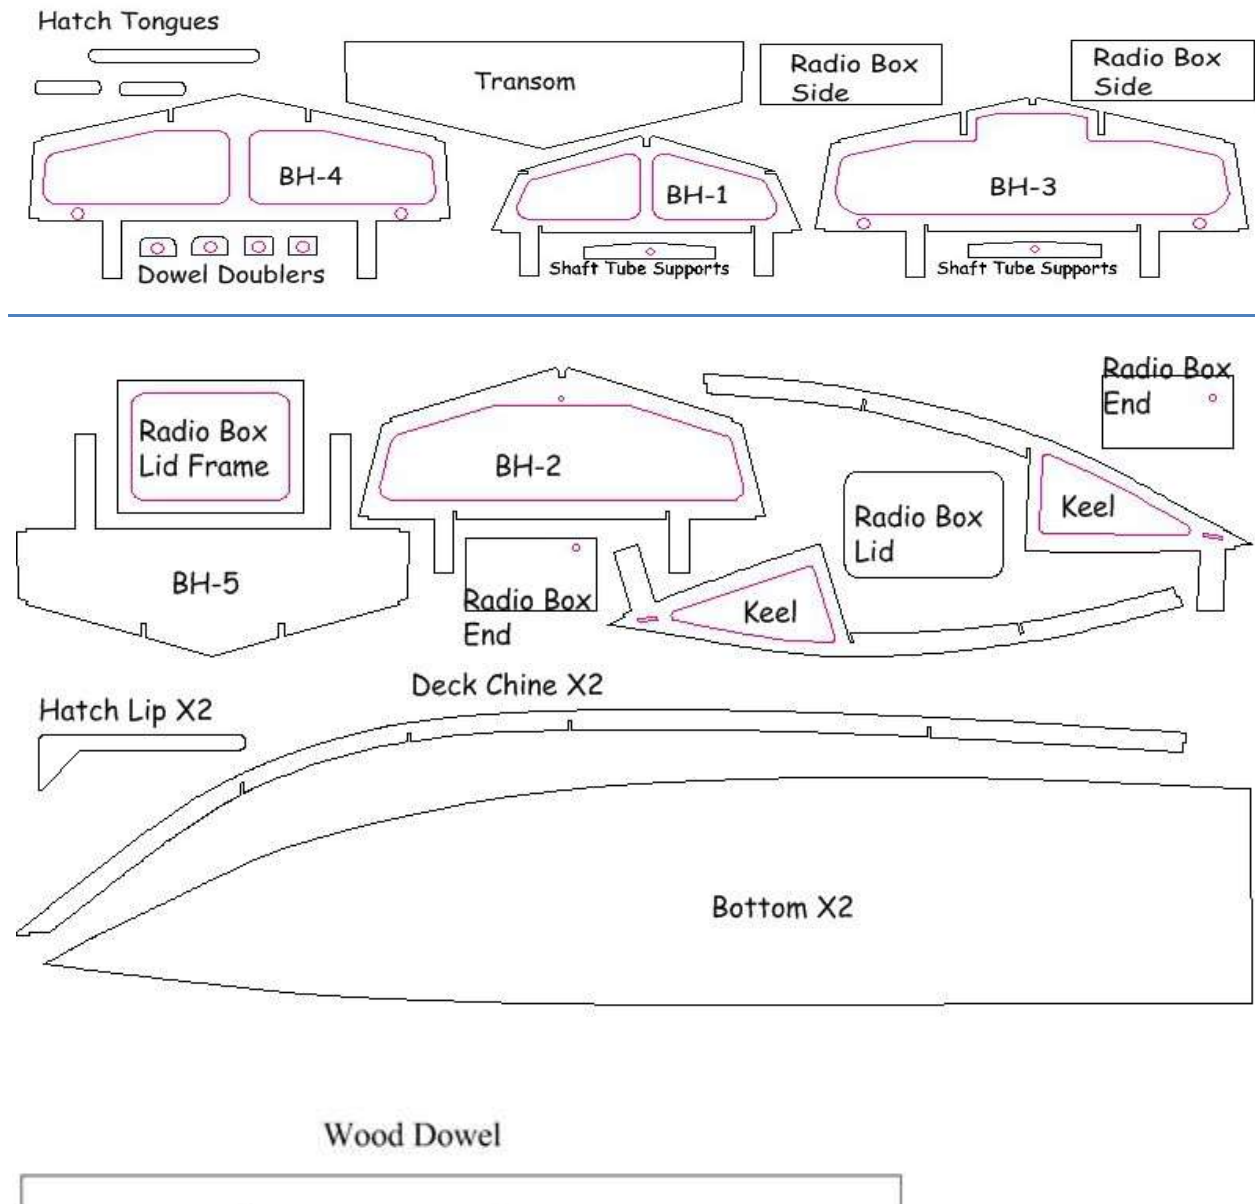 Hatch Tongues
Transom
Radio Box
Side
Radio Box
Side
BH-4
BH-1
BH-3
Dowel Doublers
Shaft Tube Supports
Shaft Tube Supports
Radio Box
End
Radio Box
Lid Frame
BH-2
Keel
Radio Box
Lid
BH-5
Radio Box
End
Keel
Deck Chine X2
Hatch Lip X2
Bottom X2
Wood Dowel